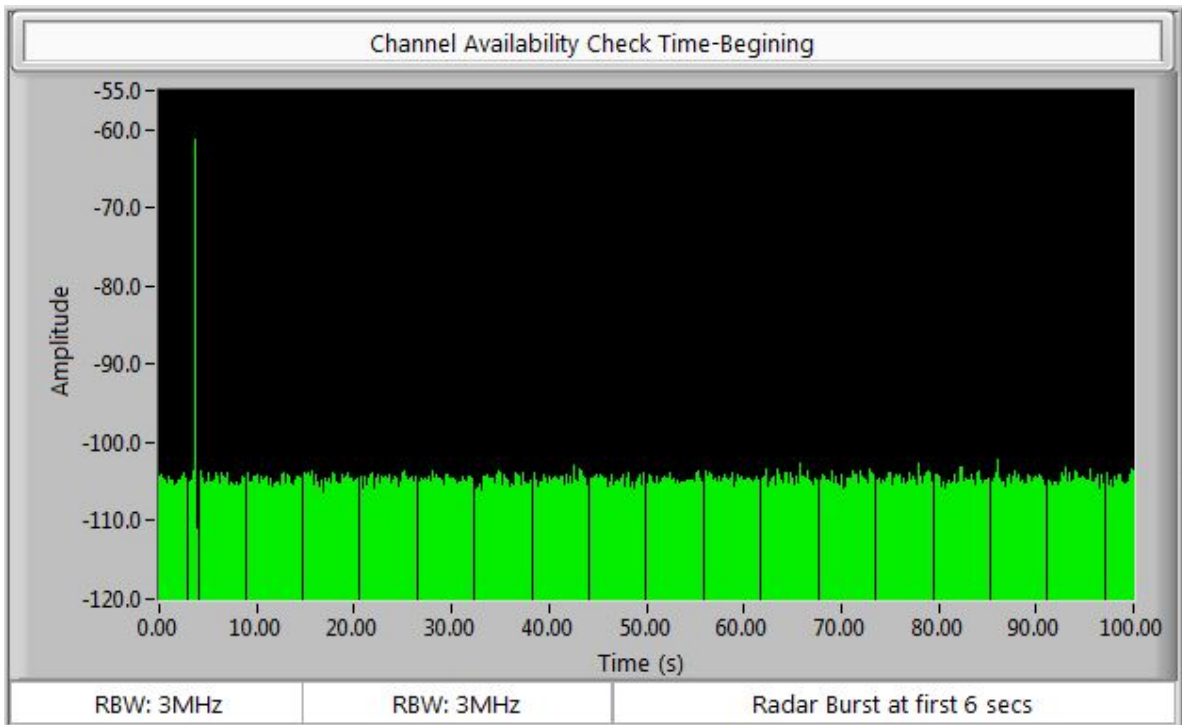 Channel Availability Check Time-Begining
-55.0
-60.0
-70.0
-80.0
-90.0
-100.0
-110.0
-120.0
Amplitude
0.00 10.00 20.00 30.00 40.00 50.00 60.00 70.00 80.00 90.00 100.00
Time (s)
RBW: 3MHz RBW: 3MHz Radar Burst at first 6 secs